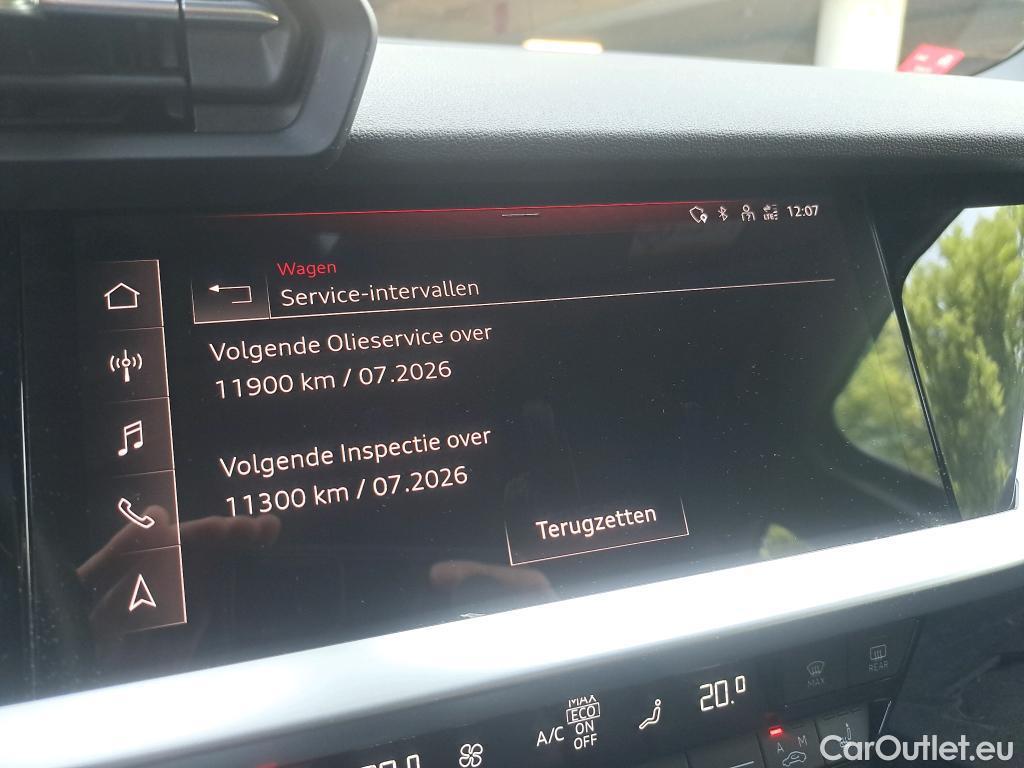 LTE 12:07
Wagen
Service-intervallen
Volgende Olieservice over
11900 km / 07.2026
Volgende Inspectie over
11300 km / 07.2026
Terugzetten
MAX
REAR
20.0
MAX
ECO
A/C ON
OFF
A M
CarOutlet.eu